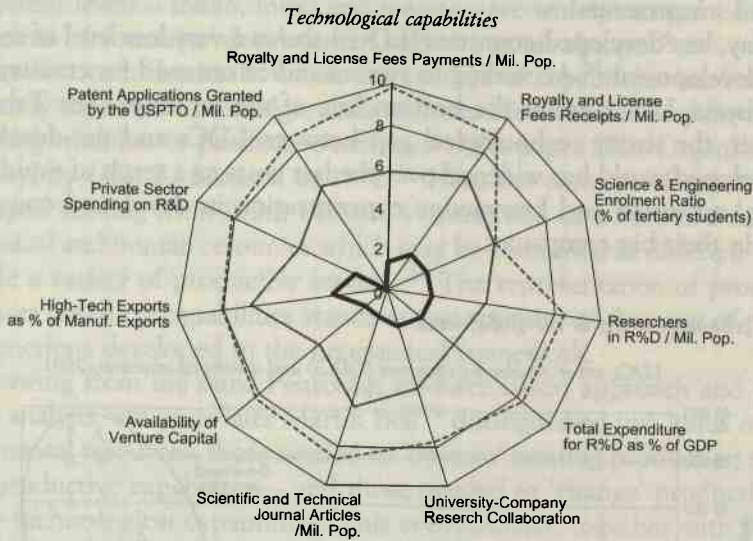 Technological capabilities
Royalty and License Fees Payments / Mil. Pop.
Patent Applications Granted
by the USPTO / Mil. Pop.
Royalty and License
Fees Receipts / Mil. Pop.
10
8
6
2
0
Private Sector
Spending on R&D
Science & Engineering
Enrolment Ratio
(% of tertiary students)
High-Tech Exports
as % of Manuf. Exports
Reserchers
in R%D / Mil. Pop.
Availability of
Venture Capital
Total Expenditure
for R%D as % of GDP
Scientific and Technical
Journal Articles
/Mil. Pop.
University-Company
Reserch Collaboration